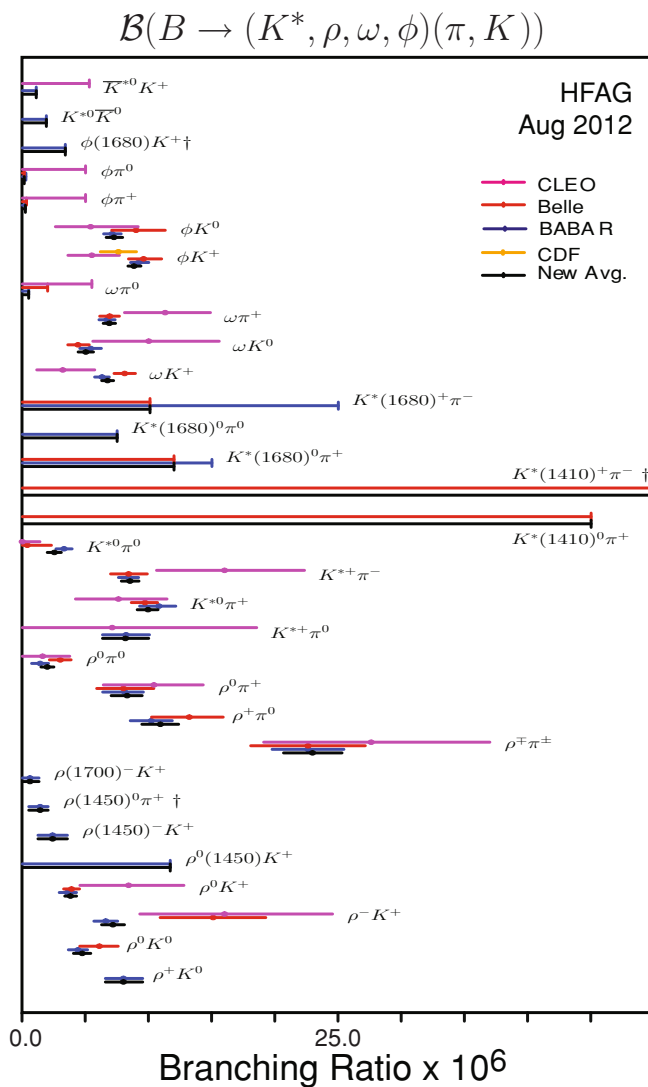 ℬ(B → (K*, ρ, ω, φ)(π, K))
K̅*⁰K⁺
HFAG
K*⁰K̅⁰
Aug 2012
φ(1680)K⁺†
φπ⁰
CLEO
φπ⁺
Belle
φK⁰
BABAR
φK⁺
CDF
New Avg.
ωπ⁰
ωπ⁺
ωK⁰
ωK⁺
K*(1680)⁺π⁻
K*(1680)⁰π⁰
K*(1680)⁰π⁺
K*(1410)⁺π⁻ †
K*(1410)⁰π⁺
K*⁰π⁰
K*⁺π⁻
K*⁰π⁺
K*⁺π⁰
ρ⁰π⁰
ρ⁰π⁺
ρ⁺π⁰
ρ∓π±
ρ(1700)⁻K⁺
ρ(1450)⁰π⁺ †
ρ(1450)⁻K⁺
ρ⁰(1450)K⁺
ρ⁰K⁺
ρ⁻K⁺
ρ⁰K⁰
ρ⁺K⁰
0.0 25.0
Branching Ratio x 10⁶